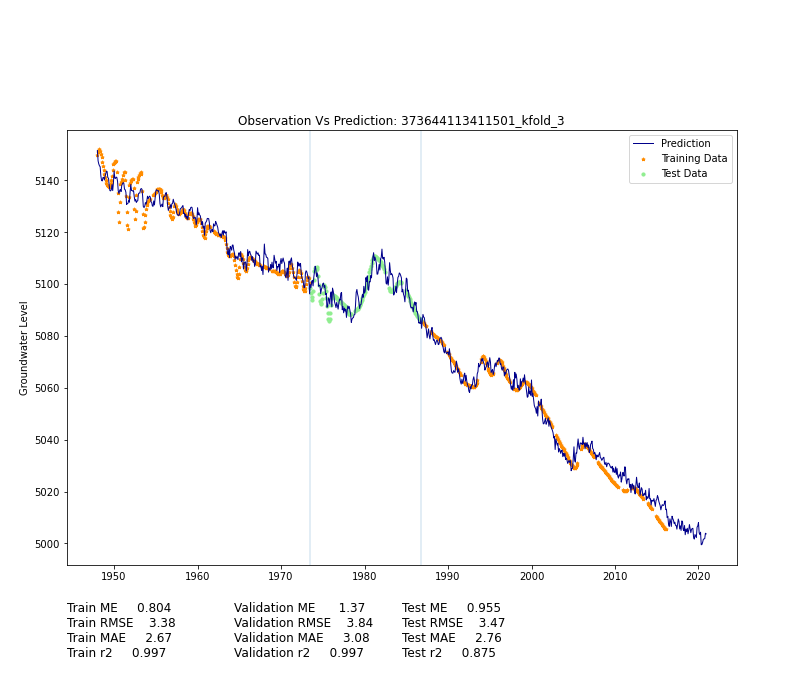 Observation Vs Prediction: 373644113411501_kfold_3
Prediction
Training Data
Test Data
Groundwater Level
5140
5120
5100
5080
5060
5040
5020
5000
1950 1960 1970 1980 1990 2000 2010 2020
Train ME 0.804 Validation ME 1.37 Test ME 0.955
Train RMSE 3.38 Validation RMSE 3.84 Test RMSE 3.47
Train MAE 2.67 Validation MAE 3.08 Test MAE 2.76
Train r2 0.997 Validation r2 0.997 Test r2 0.875